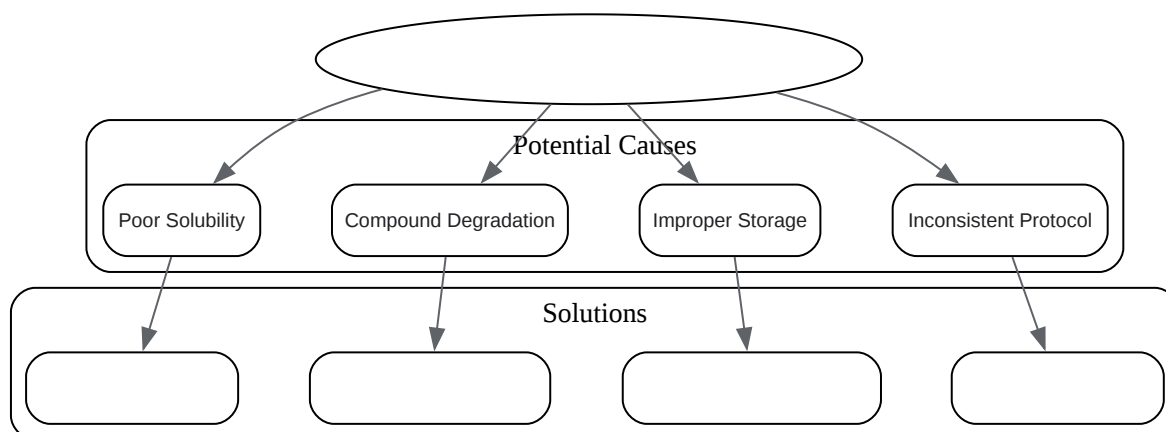 Potential Causes
Poor Solubility
Compound Degradation
Improper Storage
Inconsistent Protocol
Solutions